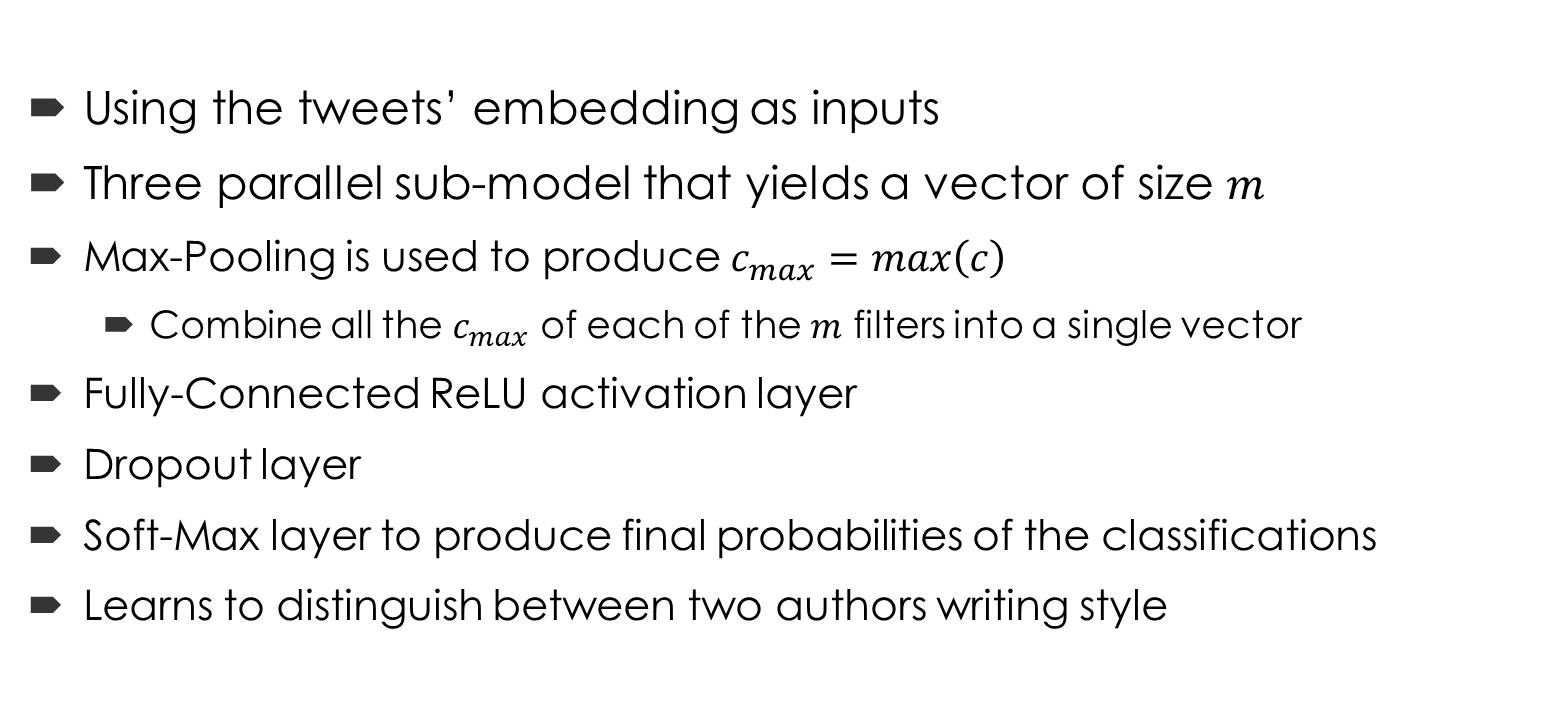 Using the tweets’ embedding as inputs
Three parallel sub-model that yields a vector of size 𝑚
Max-Pooling is used to produce 𝑐𝑚𝑎𝑥 = 𝑚𝑎𝑥(𝑐)
Combine all the 𝑐𝑚𝑎𝑥 of each of the 𝑚 filters into a single vector
Fully-Connected ReLU activation layer
Dropout layer
Soft-Max layer to produce final probabilities of the classifications
Learns to distinguish between two authors writing style